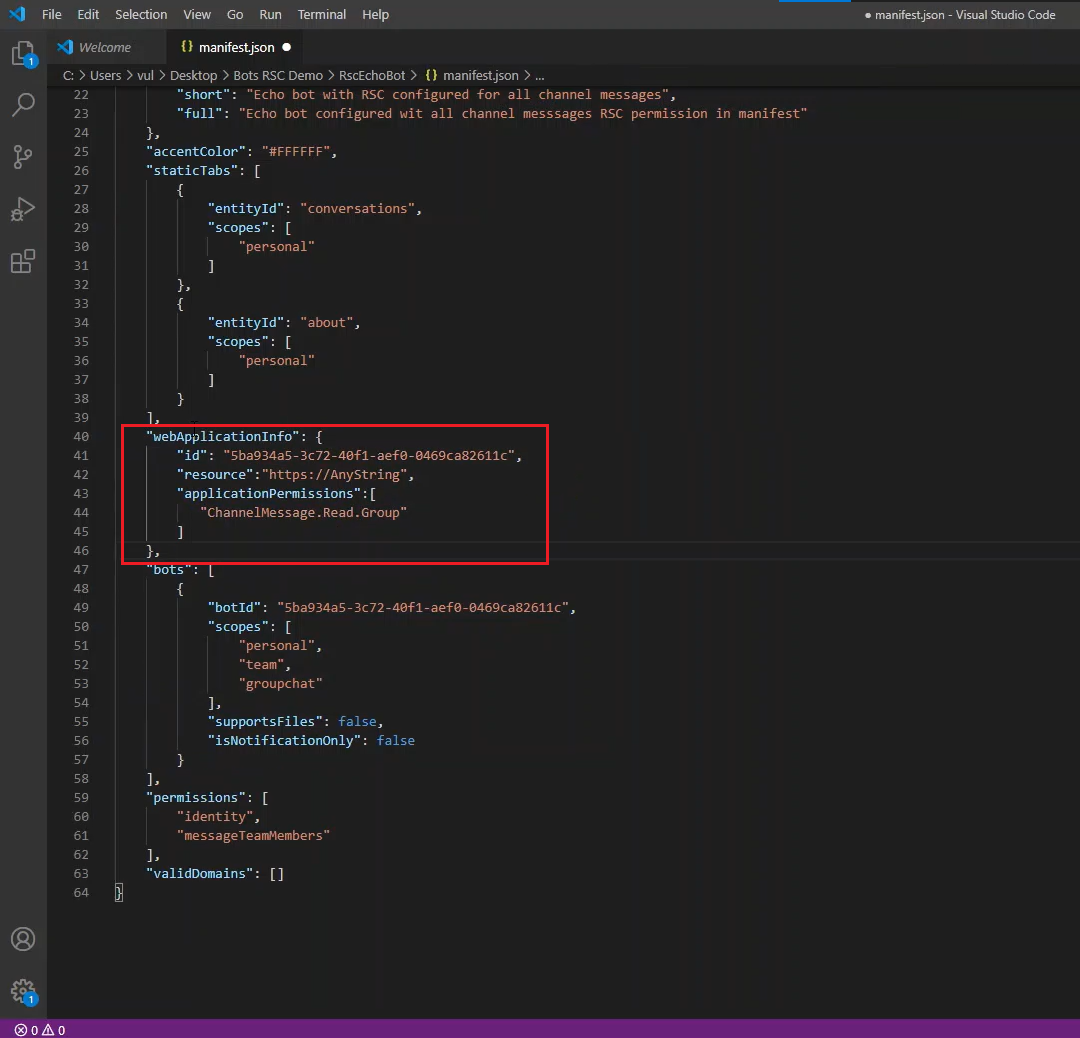 File Edit Selection View Go Run Terminal Help ● manifest.json - Visual Studio Code
Welcome {} manifest.json ●
C: > Users > vul > Desktop > Bots RSC Demo > RscEchoBot > {} manifest.json > ...
1
22 "short": "Echo bot with RSC configured for all channel messages",
23 "full": "Echo bot configured wit all channel messsages RSC permission in manifest"
24 },
25 "accentColor": "#FFFFFF",
26 "staticTabs": [
27 {
28 "entityId": "conversations",
29 "scopes": [
30 "personal"
31 ]
32 },
33 {
34 "entityId": "about",
35 "scopes": [
36 "personal"
37 ]
38 }
39 ],
40 "webApplicationInfo": {
41 "id": "5ba934a5-3c72-40f1-aef0-0469ca82611c",
42 "resource":"https://AnyString",
43 "applicationPermissions":[
44 "ChannelMessage.Read.Group"
45 ]
46 },
47 "bots": [
48 {
49 "botId": "5ba934a5-3c72-40f1-aef0-0469ca82611c",
50 "scopes": [
51 "personal",
52 "team",
53 "groupchat"
54 ],
55 "supportsFiles": false,
56 "isNotificationOnly": false
57 }
58 ],
59 "permissions": [
60 "identity",
61 "messageTeamMembers"
62 ],
63 "validDomains": []
64 }
1
0 0